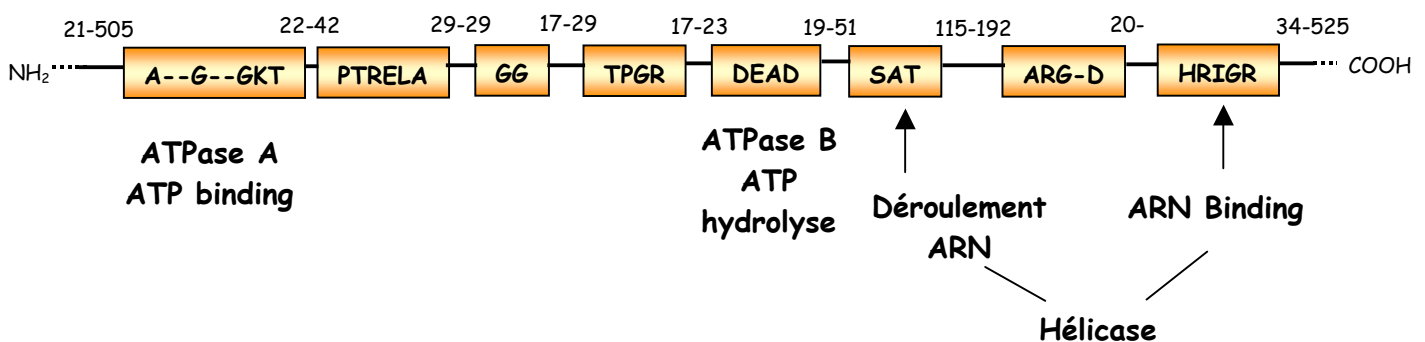 21-505 22-42 29-29 17-29 17-23 19-51 115-192 20- 34-525
NH₂ A--G--GKT PTRELA GG TPGR DEAD SAT ARG-D HRIGR COOH
ATPase A
ATP binding
ATPase B
ATP
hydrolyse
Déroulement
ARN
ARN Binding
Hélicase